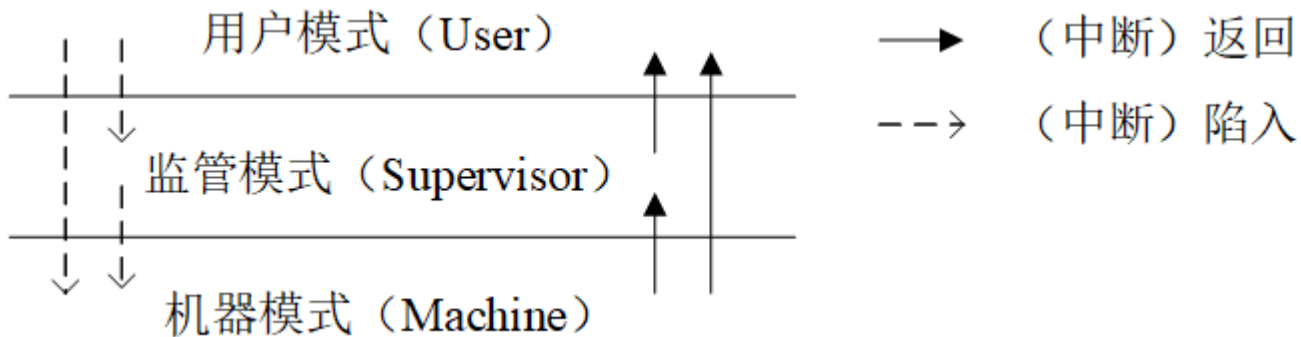 用户模式（User）
（中断）返回
（中断）陷入
监管模式（Supervisor）
机器模式（Machine）